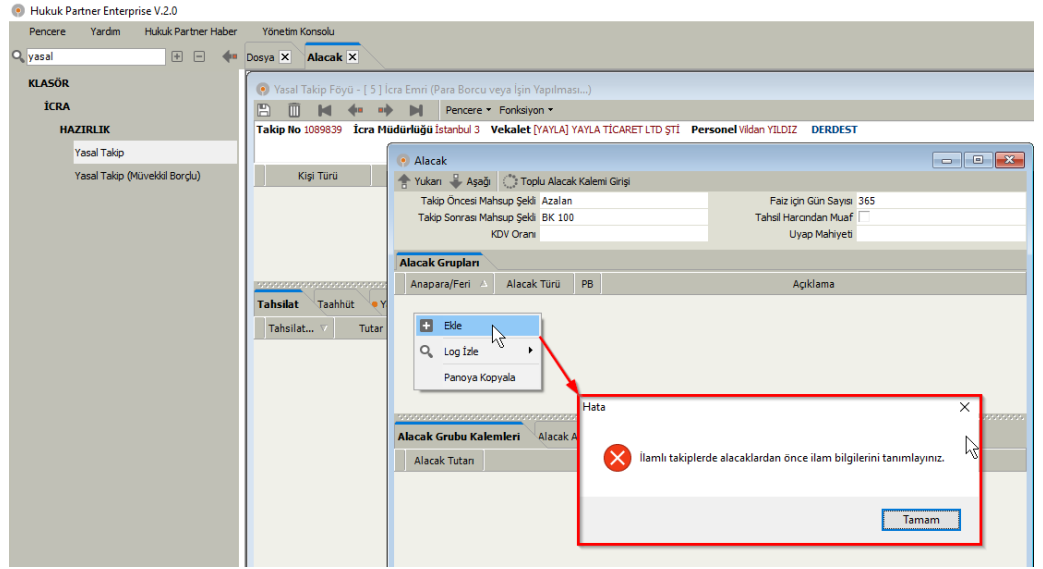 Hukuk Partner Enterprise V.2.0
Pencere Yardım Hukuk Partner Haber Yönetim Konsolu
yasal
Dosya Alacak
KLASÖR
İCRA
HAZIRLIK
Yasal Takip
Yasal Takip (Müvekkil Borçlu)
Yasal Takip Föyü - [ 5 ] İcra Emri (Para Borcu veya İşin Yapılması...)
Pencere Fonksiyon
Takip No 1089839 İcra Müdürlüğü İstanbul 3 Vekalet [YAYLA] YAYLA TİCARET LTD ŞTİ Personel Vildan YILDIZ DERDEST
Kişi Türü
Tahsilat Taahhüt Y
Tahsilat... Tutar
Alacak
Yukarı Aşağı Toplu Alacak Kalemi Girişi
Takip Öncesi Mahsup Şekli Azalan Faiz için Gün Sayısı 365
Takip Sonrası Mahsup Şekli BK 100 Tahsil Harcından Muaf
KDV Oranı Uyap Mahiyeti
Alacak Grupları
Anapara/Feri Alacak Türü PB Açıklama
Ekle
Log İzle
Panoya Kopyala
Alacak Grubu Kalemleri Alacak A
Alacak Tutarı
Hata
İlamlı takiplerde alacaklardan önce ilam bilgilerini tanımlayınız.
Tamam